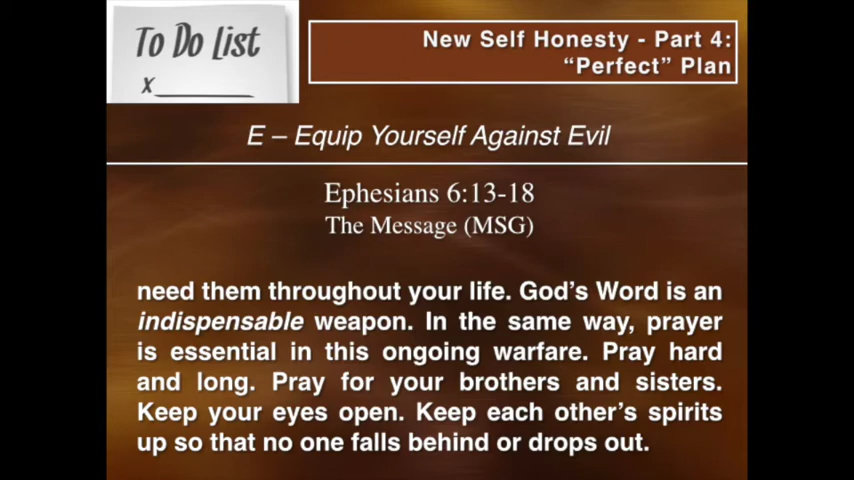 To Do List
x
New Self Honesty - Part 4:
“Perfect” Plan
E – Equip Yourself Against Evil
Ephesians 6:13-18
The Message (MSG)
need them throughout your life. God’s Word is an
indispensable weapon. In the same way, prayer
is essential in this ongoing warfare. Pray hard
and long. Pray for your brothers and sisters.
Keep your eyes open. Keep each other’s spirits
up so that no one falls behind or drops out.